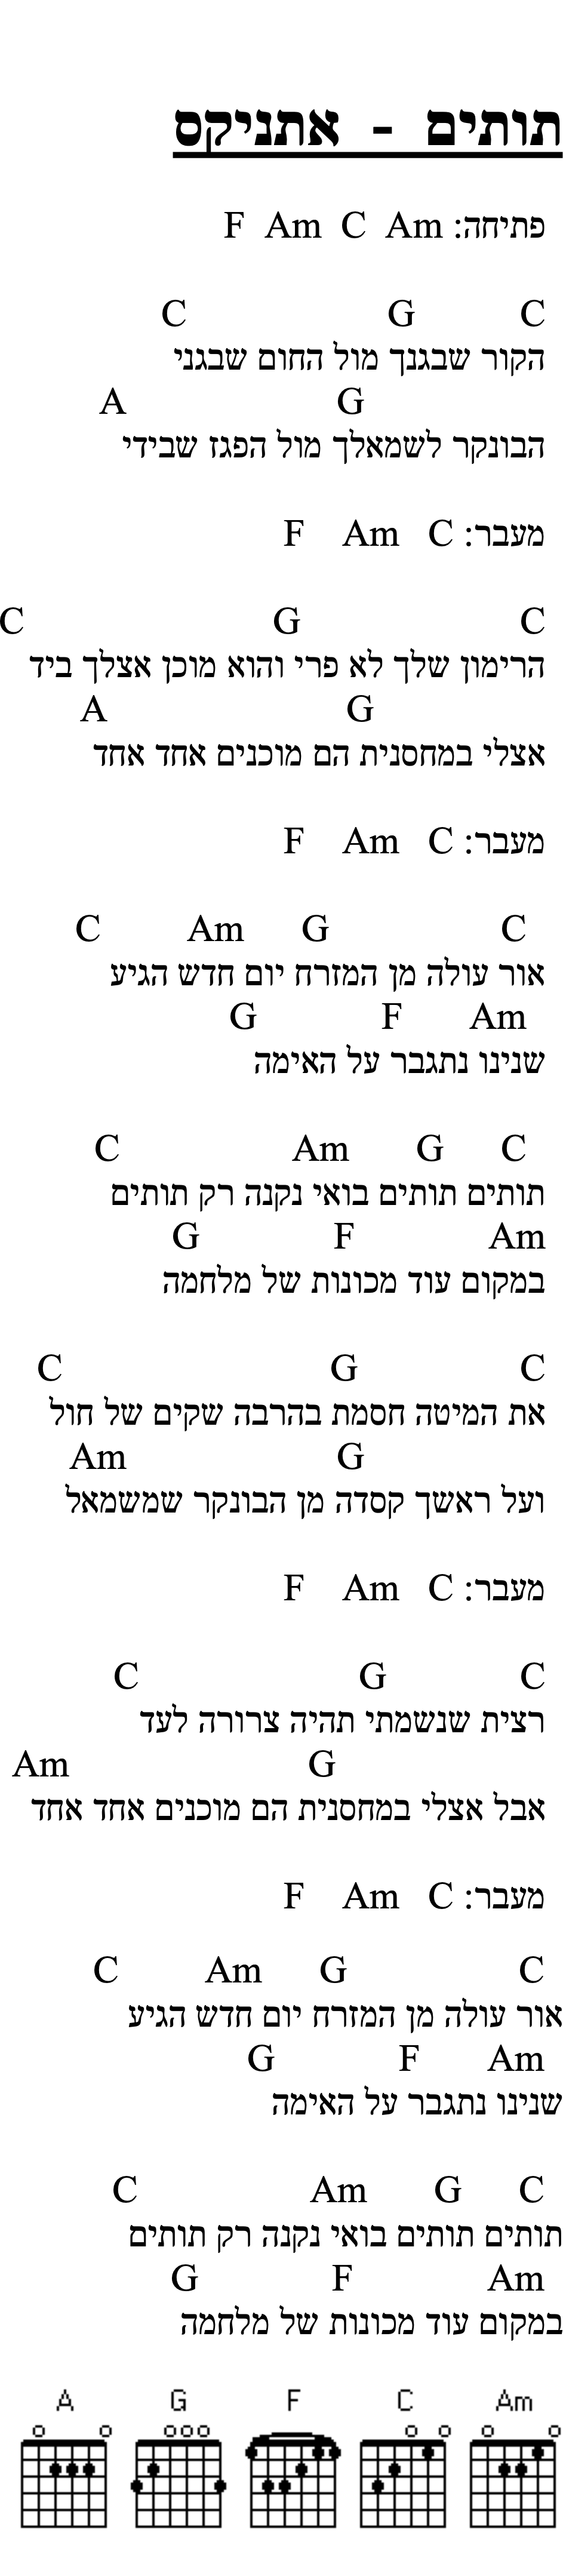 תותים - אתניקס
פתיחה: F Am C Am
C G C
הקור שבגנך מול החום שבגני
A G
הבונקר לשמאלך מול הפגז שבידי
מעבר: F Am C
C G C
הרימון שלך לא פרי והוא מוכן אצלך ביד
A G
אצלי במחסנית הם מוכנים אחד אחד
מעבר: F Am C
C Am G C
אור עולה מן המזרח יום חדש הגיע
G F Am
שנינו נתגבר על האימה
C Am G C
תותים תותים בואי נקנה רק תותים
G F Am
במקום עוד מכונות של מלחמה
C G C
את המיטה חסמת בהרבה שקים של חול
Am G
ועל ראשך קסדה מן הבונקר שמשמאל
מעבר: F Am C
C G C
רצית שנשמתי תהיה צרורה לעד
Am G
אבל אצלי במחסנית הם מוכנים אחד אחד
מעבר: F Am C
C Am G C
אור עולה מן המזרח יום חדש הגיע
G F Am
שנינו נתגבר על האימה
C Am G C
תותים תותים בואי נקנה רק תותים
G F Am
במקום עוד מכונות של מלחמה
A G F C Am